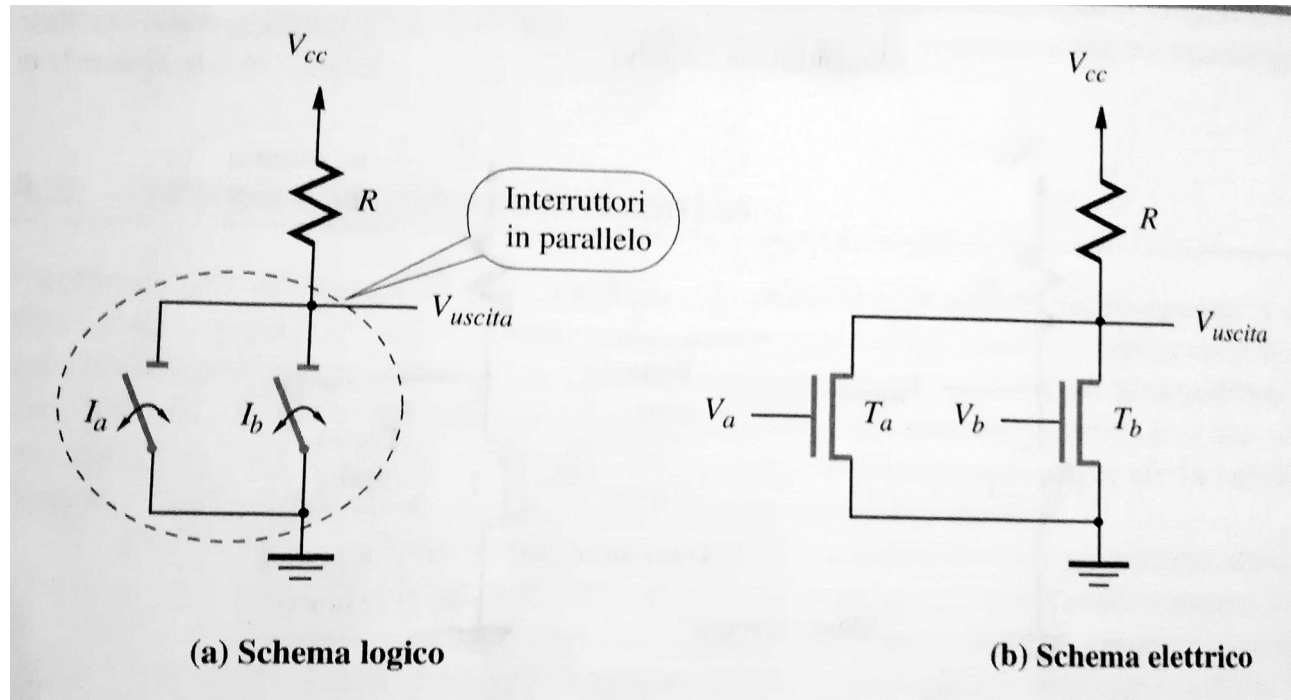 V_cc
R
Interruttori
in parallelo
V_uscita
I_a
I_b
(a) Schema logico
V_cc
R
V_uscita
V_a
T_a
V_b
T_b
(b) Schema elettrico